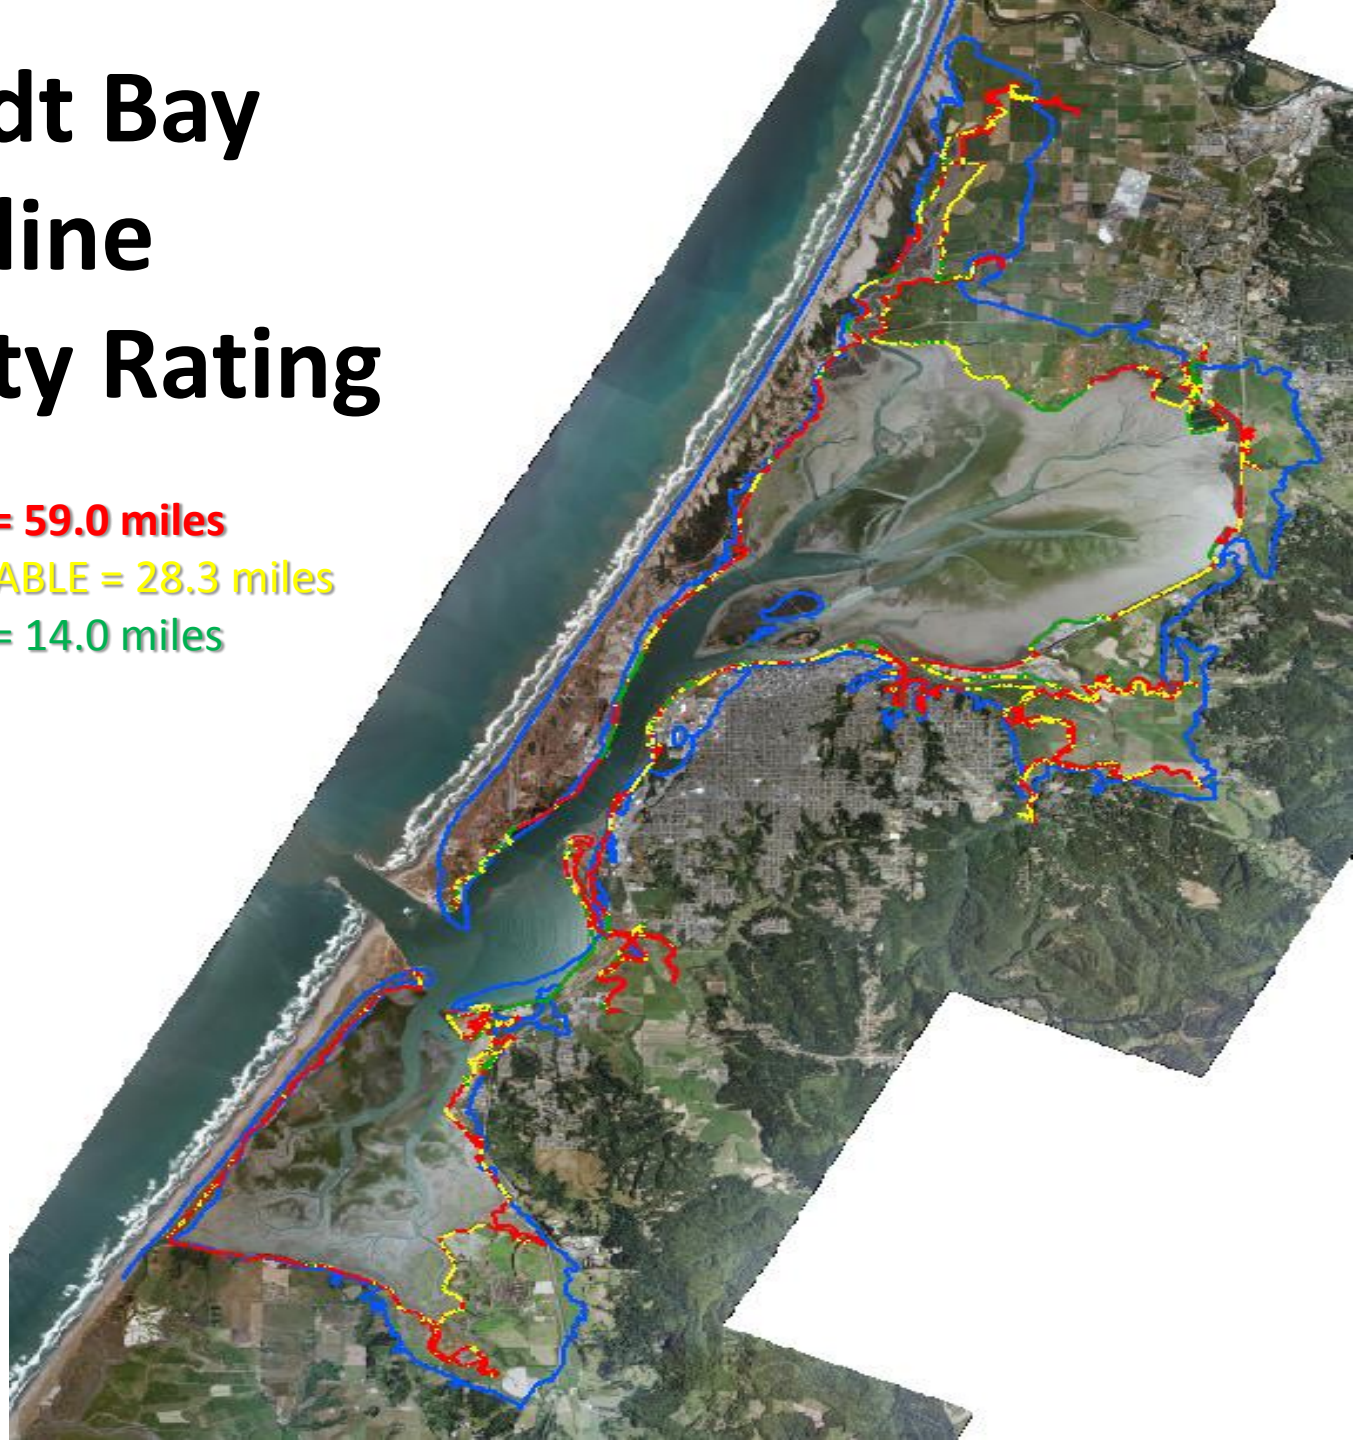 dt Bay
line
ty Rating
= 59.0 miles
ABLE = 28.3 miles
= 14.0 miles